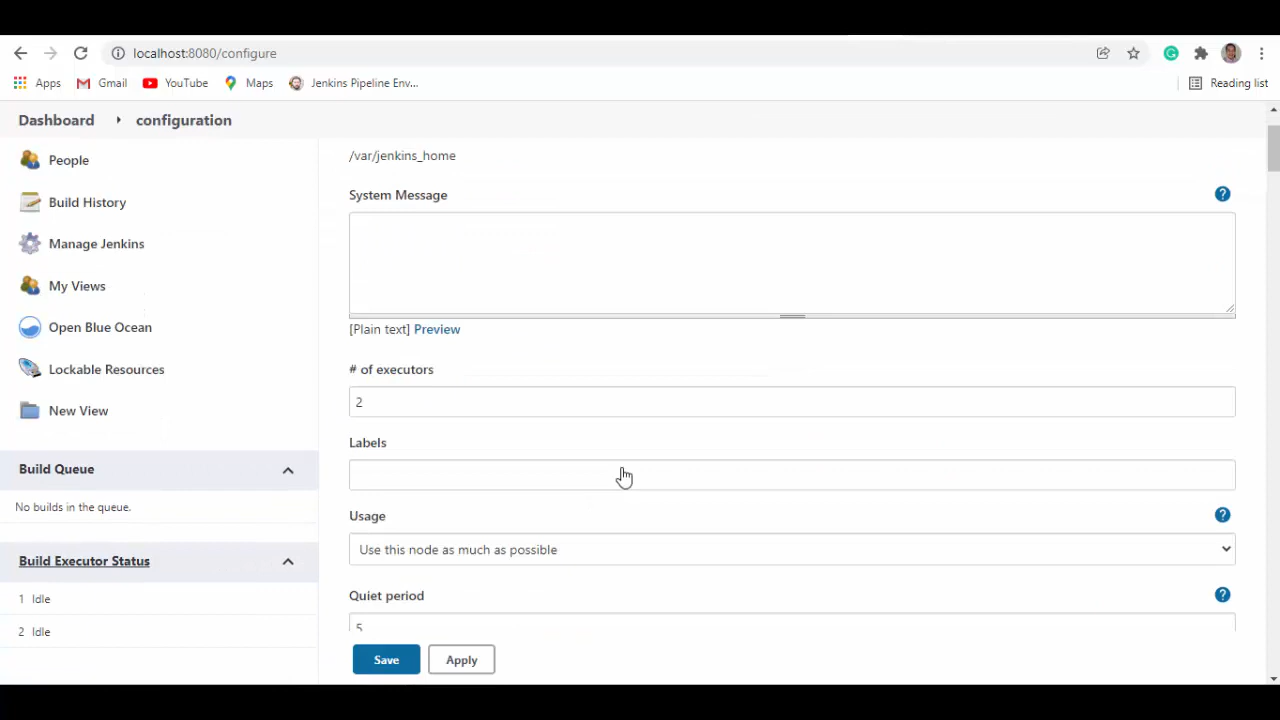 localhost:8080/configure
Apps
Gmail
YouTube
Maps
Jenkins Pipeline Env...
Reading list
Dashboard
configuration
People
Build History
Manage Jenkins
My Views
Open Blue Ocean
Lockable Resources
New View
Build Queue
No builds in the queue.
Build Executor Status
1 Idle
2 Idle
/var/jenkins_home
System Message
[Plain text] Preview
# of executors
2
Labels
Usage
Use this node as much as possible
Quiet period
5
Save
Apply